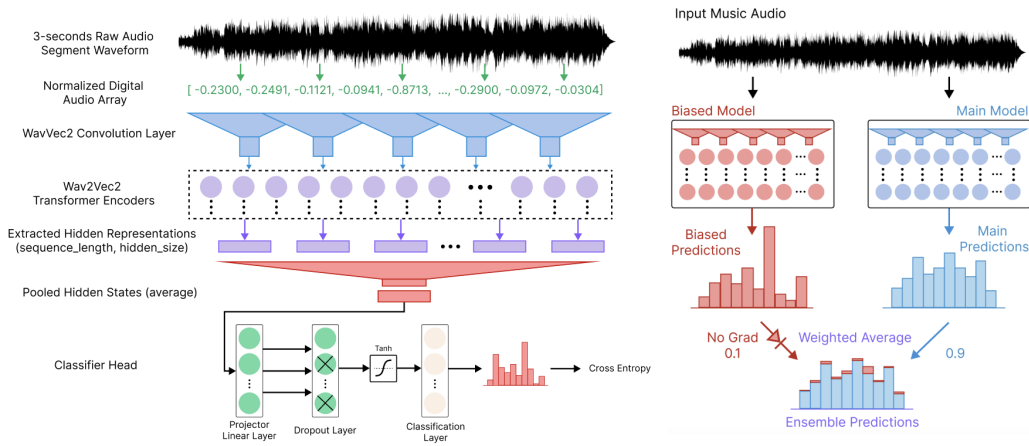 3-seconds Raw Audio
Segment Waveform
Normalized Digital
Audio Array
[ -0.2300, -0.2491, -0.1121, -0.0941, -0.8713, ..., -0.2900, -0.0972, -0.0304]
WavVec2 Convolution Layer
Wav2Vec2
Transformer Encoders
Extracted Hidden Representations
(sequence_length, hidden_size)
Pooled Hidden States (average)
Classifier Head
Tanh
Cross Entropy
Projector
Linear Layer
Dropout Layer
Classification
Layer
Input Music Audio
Biased Model
Main Model
Biased
Predictions
Main
Predictions
No Grad
0.1
Weighted Average
0.9
Ensemble Predictions